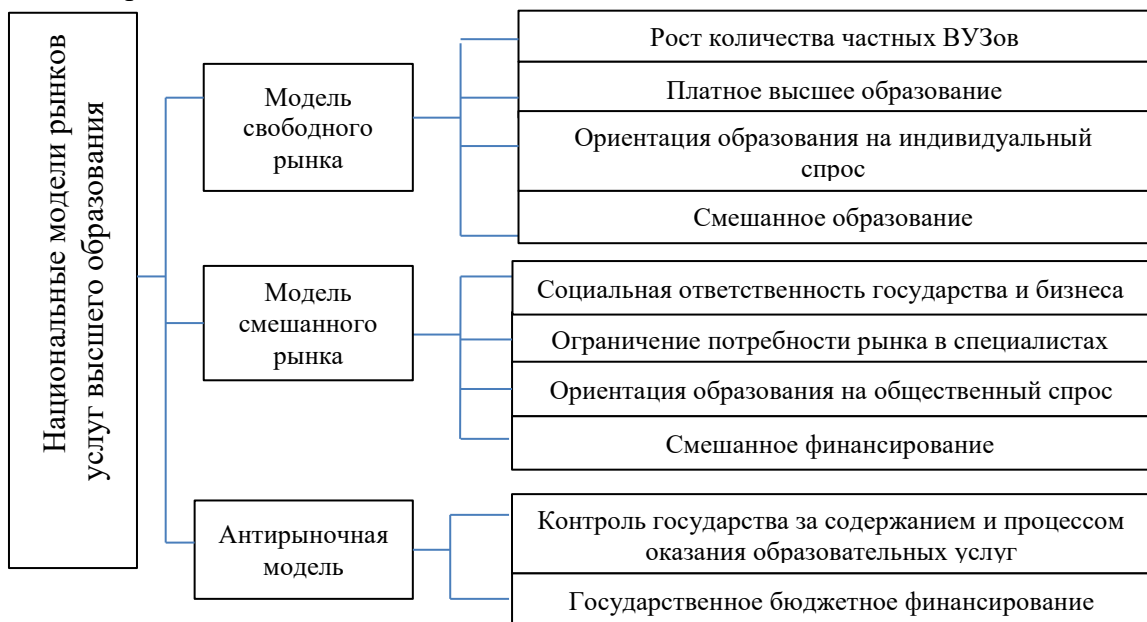 Национальные модели рынков
услуг высшего образования
Модель
свободного
рынка
Рост количества частных ВУЗов
Платное высшее образование
Ориентация образования на индивидуальный
спрос
Смешанное образование
Модель
смешанного
рынка
Социальная ответственность государства и бизнеса
Ограничение потребности рынка в специалистах
Ориентация образования на общественный спрос
Смешанное финансирование
Антирыночная
модель
Контроль государства за содержанием и процессом
оказания образовательных услуг
Государственное бюджетное финансирование